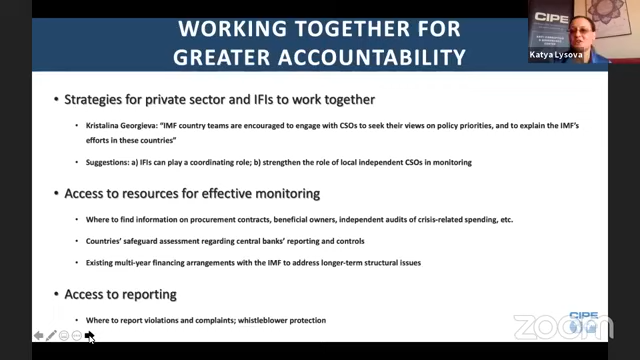 WORKING TOGETHER FOR
GREATER ACCOUNTABILITY
CIPE
Katya Lysova
• Strategies for private sector and IFIs to work together
• Kristalina Georgieva: "IMF country teams are encouraged to engage with CSOs to seek their views on policy priorities, and to explain the IMF's
efforts in these countries"
• Suggestions: a) IFIs can play a coordinating role; b) strengthen the role of local independent CSOs in monitoring
• Access to resources for effective monitoring
• Where to find information on procurement contracts, beneficial owners, independent audits of crisis-related spending, etc.
• Countries' safeguard assessment regarding central banks' reporting and controls
• Existing multi-year financing arrangements with the IMF to address longer-term structural issues
• Access to reporting
• Where to report violations and complaints; whistleblower protection
CIPE
zoom